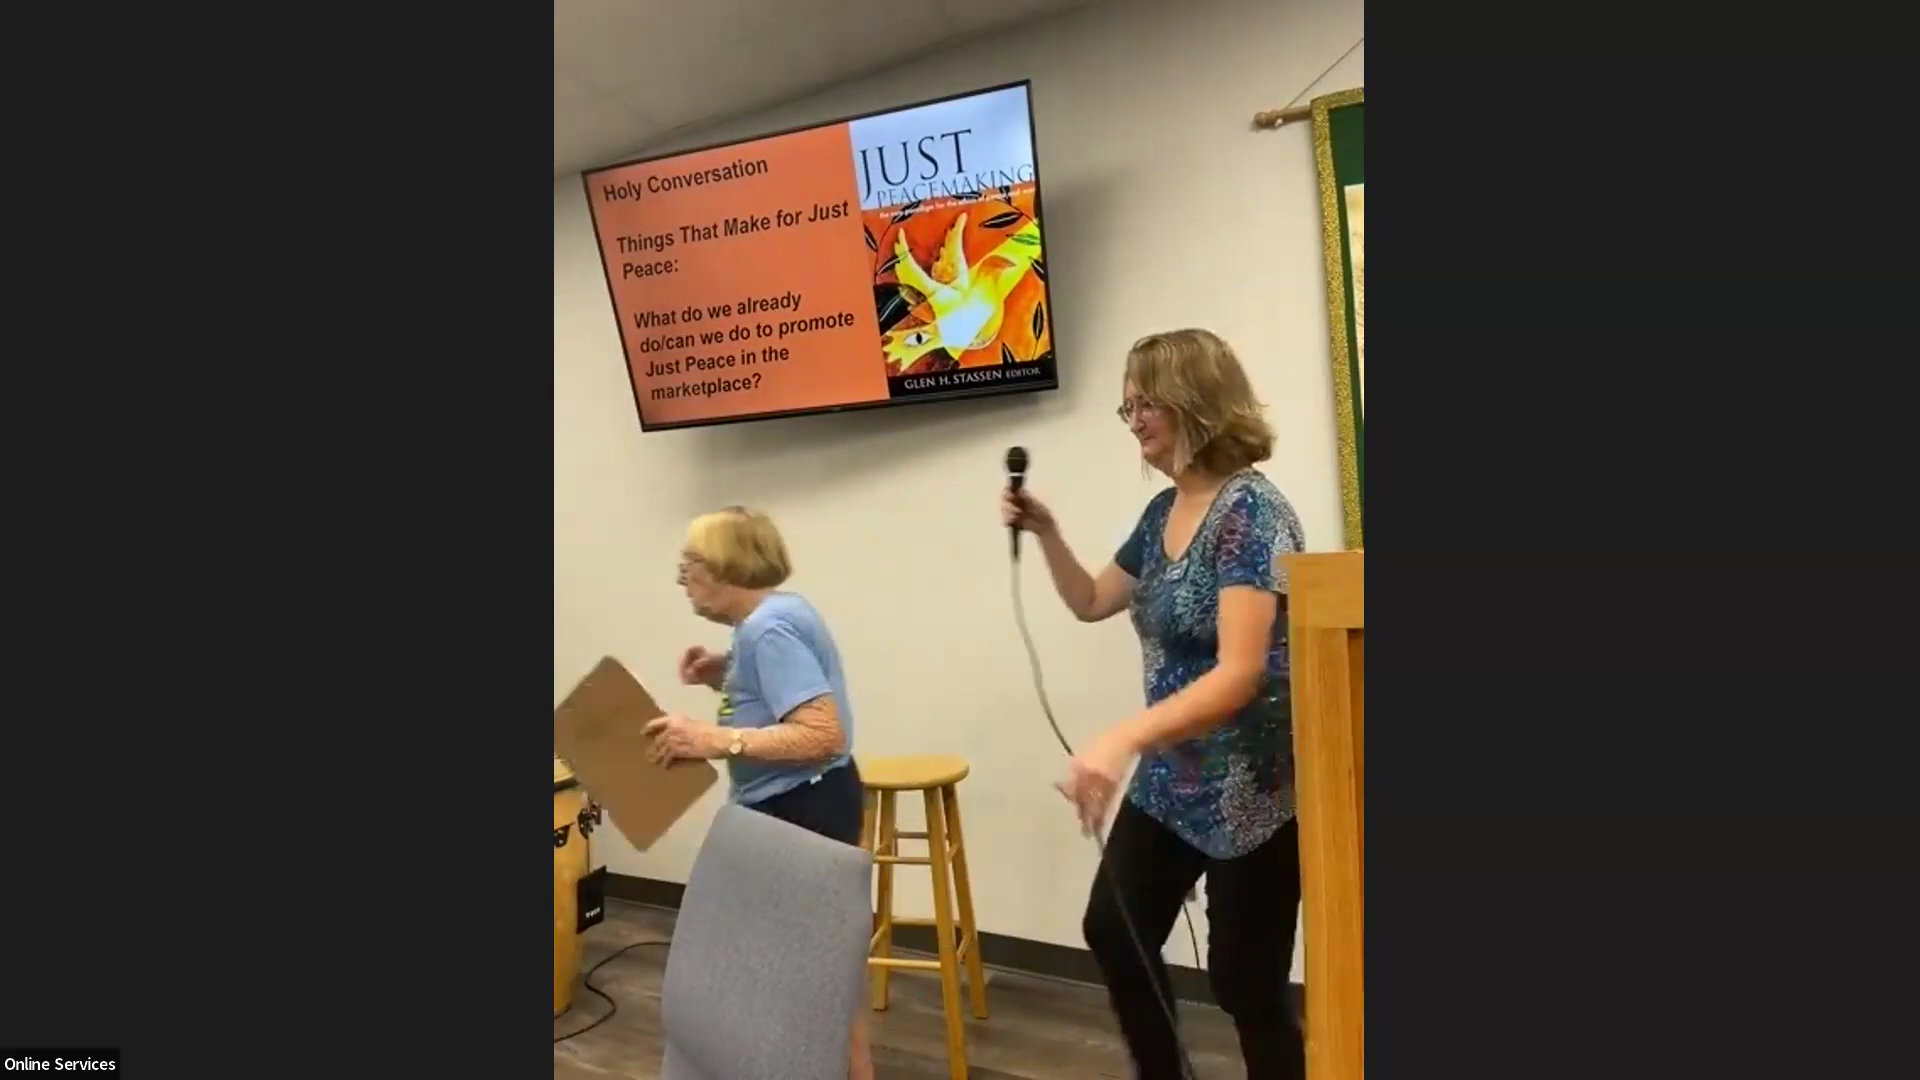 Holy Conversation
Things That Make for Just
Peace:
What do we already
do/can we do to promote
Just Peace in the
marketplace?
JUST
PEACEMAKING
GLEN H. STASSEN EDITOR
Online Services